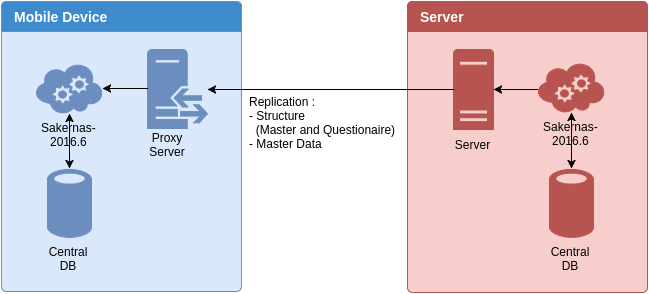 Mobile Device
Server
Sakernas-
2016.6
Proxy
Server
Central
DB
Replication :
- Structure
(Master and Questionaire)
- Master Data
Server
Sakernas-
2016.6
Central
DB